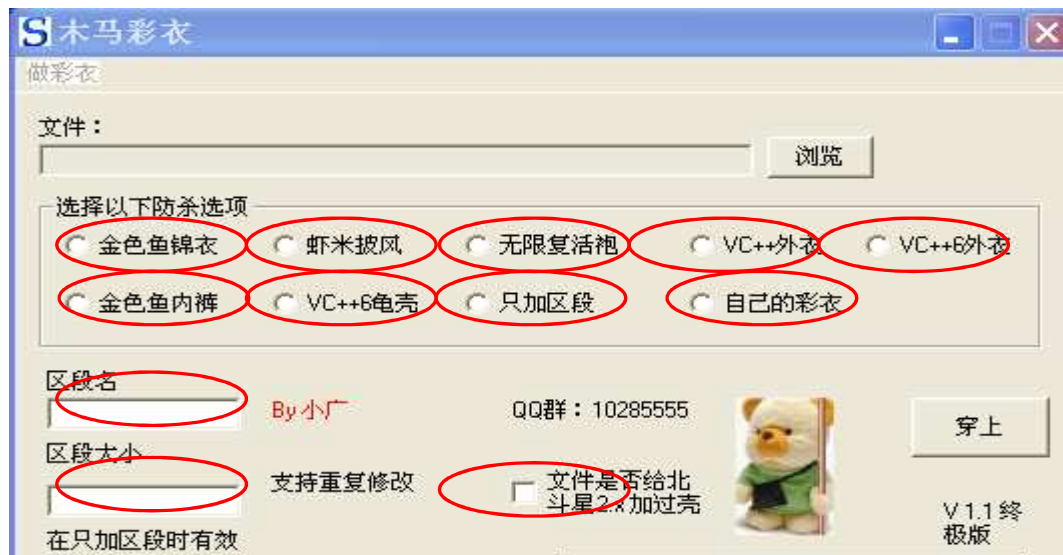 S 木马彩衣
做彩衣
文件：
浏览
选择以下防杀选项
金色鱼锦衣 虾米披风 无限复活袍 VC++外衣 VC++6外衣
金色鱼内裤 VC++6龟壳 只加区段 自己的彩衣
区段名
By 小广 QQ群：10285555 穿上
区段大小
支持重复修改 文件是否给北
斗星2.x加过壳
V 1.1 终
极版
在只加区段时有效